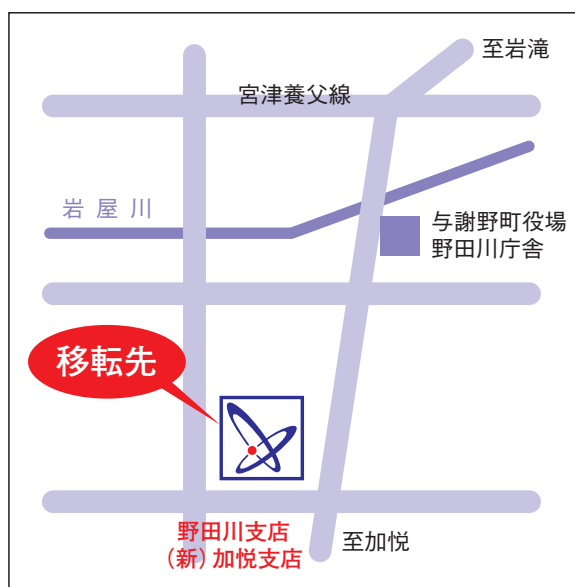 至岩滝
宮津養父線
岩屋川
与謝野町役場
野田川庁舎
移転先
野田川支店
(新)加悦支店
至加悦